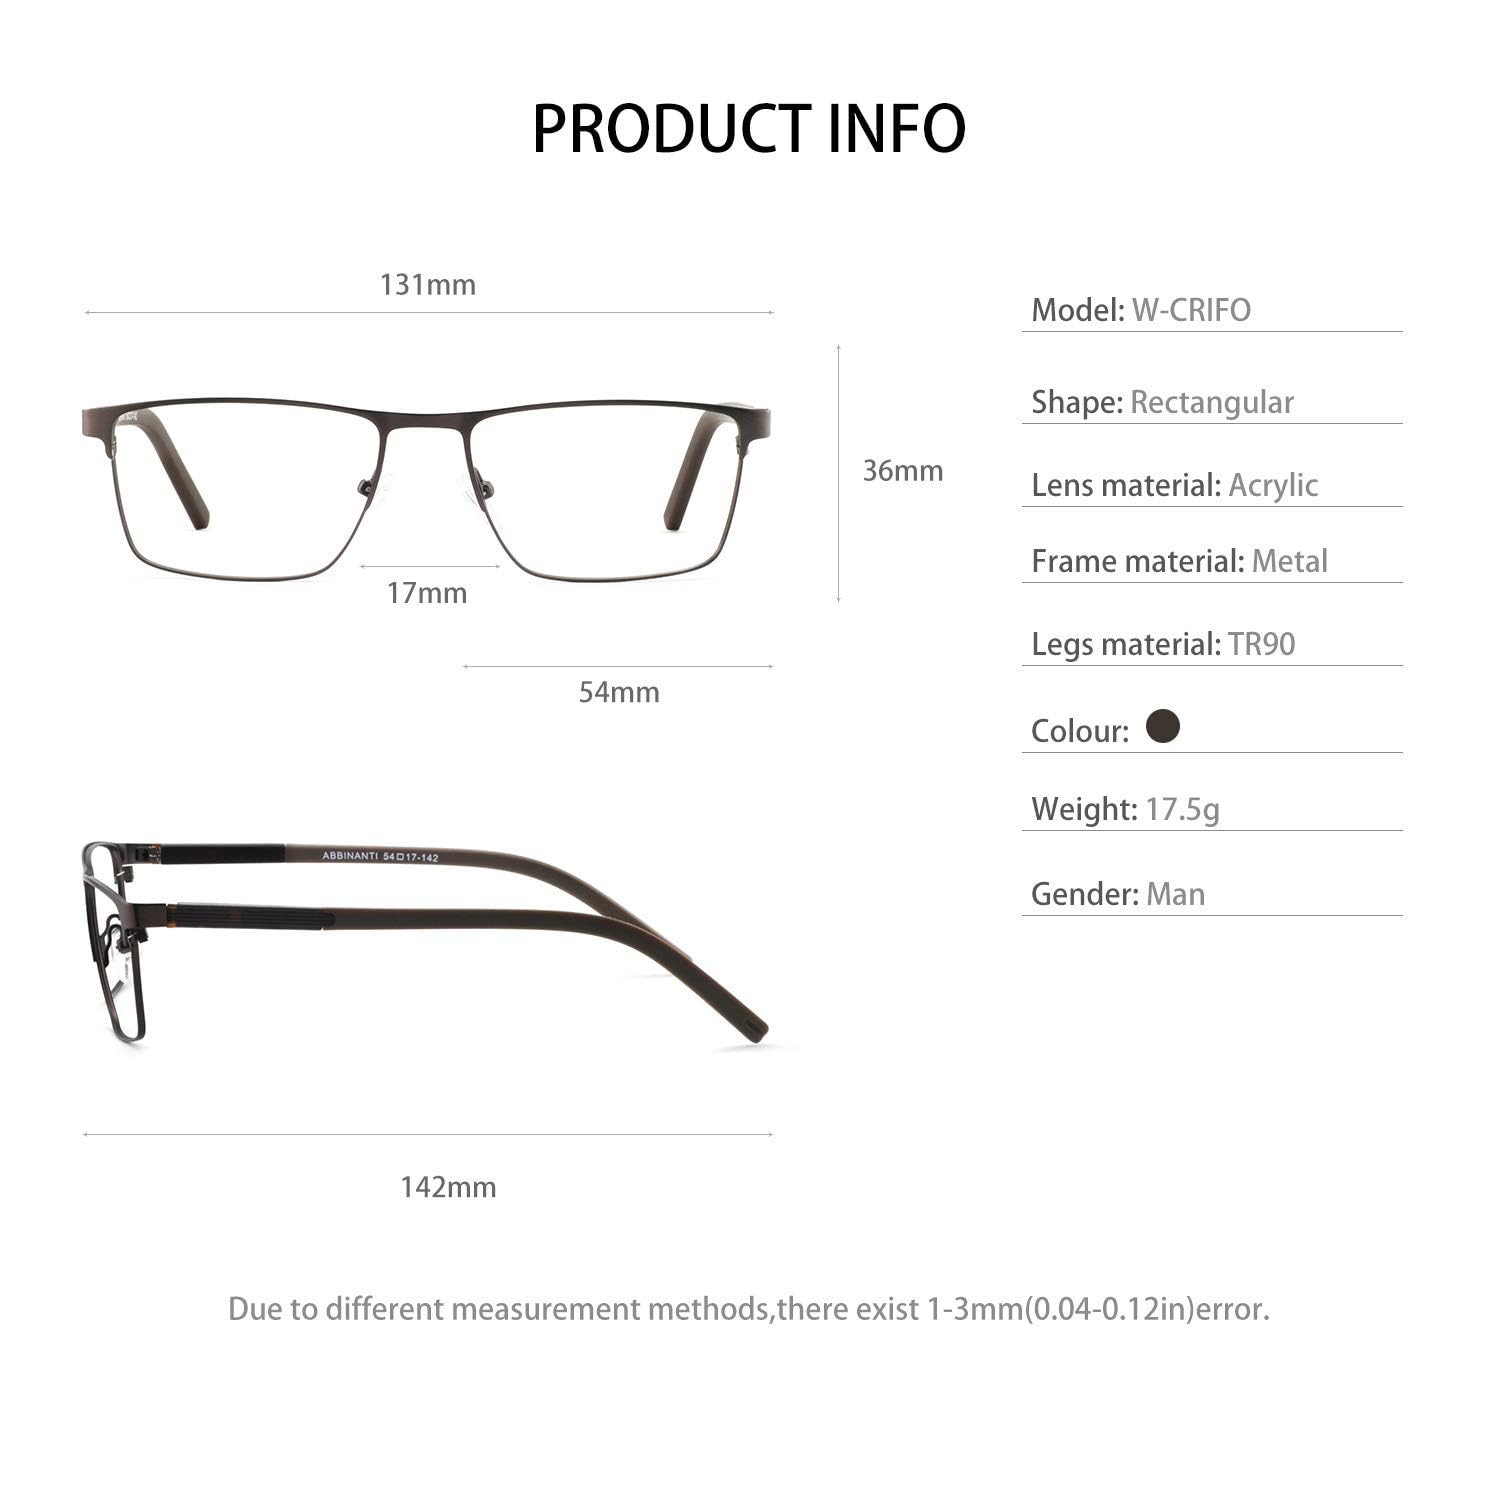 PRODUCT INFO
131mm
36mm
17mm
54mm
Model: W-CRIFO
Shape: Rectangular
Lens material: Acrylic
Frame material: Metal
Legs material: TR90
Colour:
Weight: 17.5g
Gender: Man
ABBINANTI 54□17-142
142mm
Due to different measurement methods,there exist 1-3mm(0.04-0.12in)error.